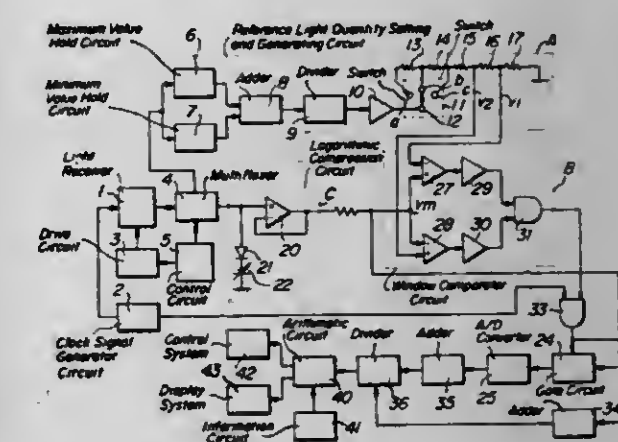 Maximum Value
Hold Circuit
6
Reference Light Quantity Setting
and Generating Circuit
Switch
13
14
15
16
17
A
Minimum
Value Hold
Circuit
7
Adder
8
Divider
9
10
Switch
a
b
c
11
12
V2
V1
Light
Receiver
1
4
Multiplexer
Logarithmic
Compression
Circuit
C
20
21
22
Vm
27
29
28
30
31
B
Drive
Circuit
3
5
Control
Circuit
Window Comparator
Circuit
2
Clock Signal
Generator
Circuit
33
Control
System
42
Arithmetic
Circuit
40
Divider
36
Adder
35
A/D
Converter
25
24
Gate Circuit
43
Display
System
Information
Circuit
41
Adder
34